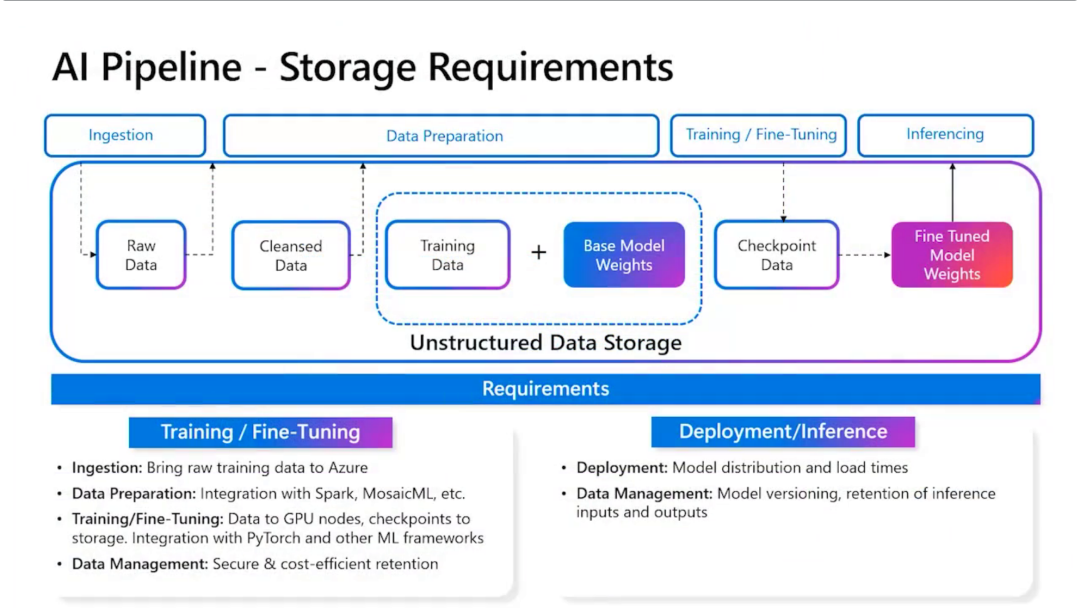 AI Pipeline - Storage Requirements
Ingestion
Data Preparation
Training / Fine-Tuning
Inferencing
Raw
Data
Cleansed
Data
Training
Data
+
Base Model
Weights
Checkpoint
Data
Fine Tuned
Model
Weights
Unstructured Data Storage
Requirements
Training / Fine-Tuning
• Ingestion: Bring raw training data to Azure
• Data Preparation: Integration with Spark, MosaicML, etc.
• Training/Fine-Tuning: Data to GPU nodes, checkpoints to
storage. Integration with PyTorch and other ML frameworks
• Data Management: Secure & cost-efficient retention
Deployment/Inference
• Deployment: Model distribution and load times
• Data Management: Model versioning, retention of inference
inputs and outputs